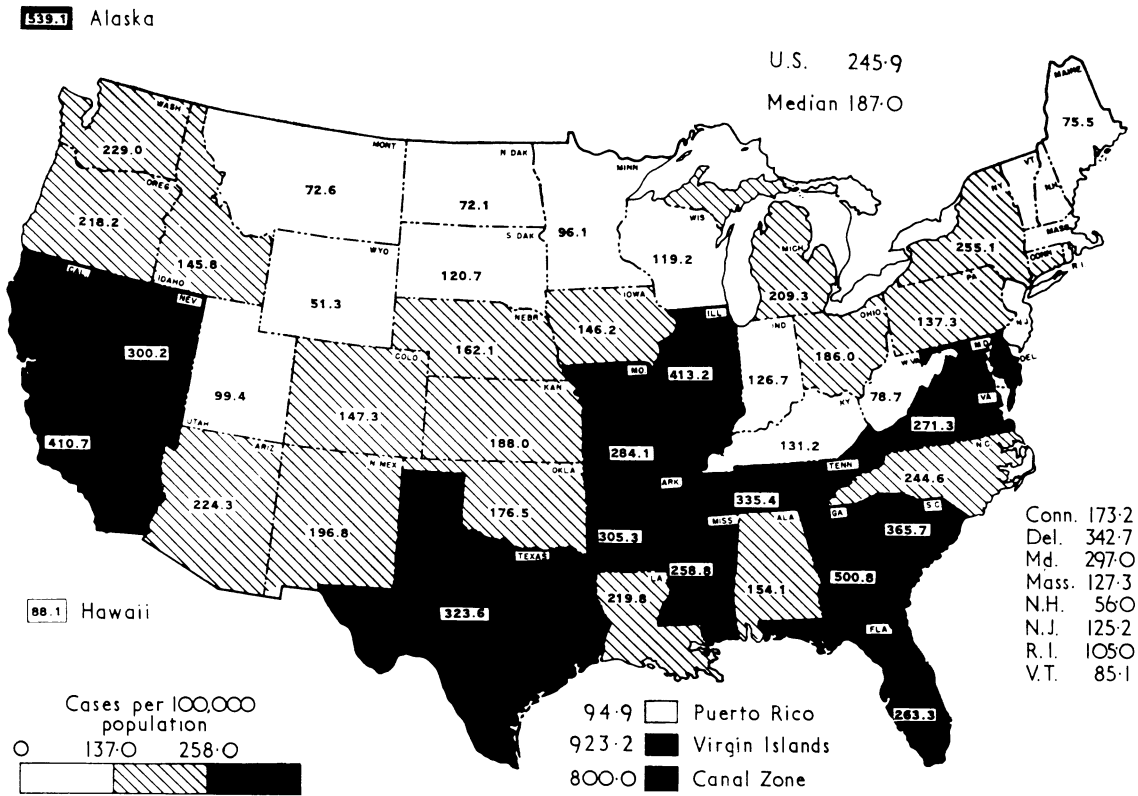 539.1 Alaska
U.S. 245·9
Median 187·0
MAINE
75.5
WASH
229.0
MONT
72.6
N DAK
72.1
MINN
96.1
VT
N.H.
N Y
MASS
255.1
CONN
R I
OREG
218.2
IDAHO
145.8
WYO
51.3
S DAK
120.7
WIS
119.2
MICH
209.3
PA
137.3
N.J.
CAL
410.7
NEV
300.2
UTAH
99.4
COLO
147.3
NEBR
162.1
IOWA
146.2
ILL
413.2
IND
126.7
OHIO
186.0
W VA
78.7
MD
DEL
VA
271.3
KAN
188.0
MO
284.1
KY
131.2
ARIZ
224.3
N MEX
196.8
OKLA
176.5
ARK
305.3
TENN
335.4
N C
244.6
S C
365.7
TEXAS
323.6
LA
219.8
MISS
258.8
ALA
154.1
GA
500.8
FLA
263.3
Conn. 173·2
Del. 342·7
Md. 297·0
Mass. 127·3
N.H. 56·0
N.J. 125·2
R.I. 105·0
V.T. 85·1
88.1 Hawaii
Cases per 100,000
population
0 137·0 258·0
94·9 Puerto Rico
923·2 Virgin Islands
800·0 Canal Zone